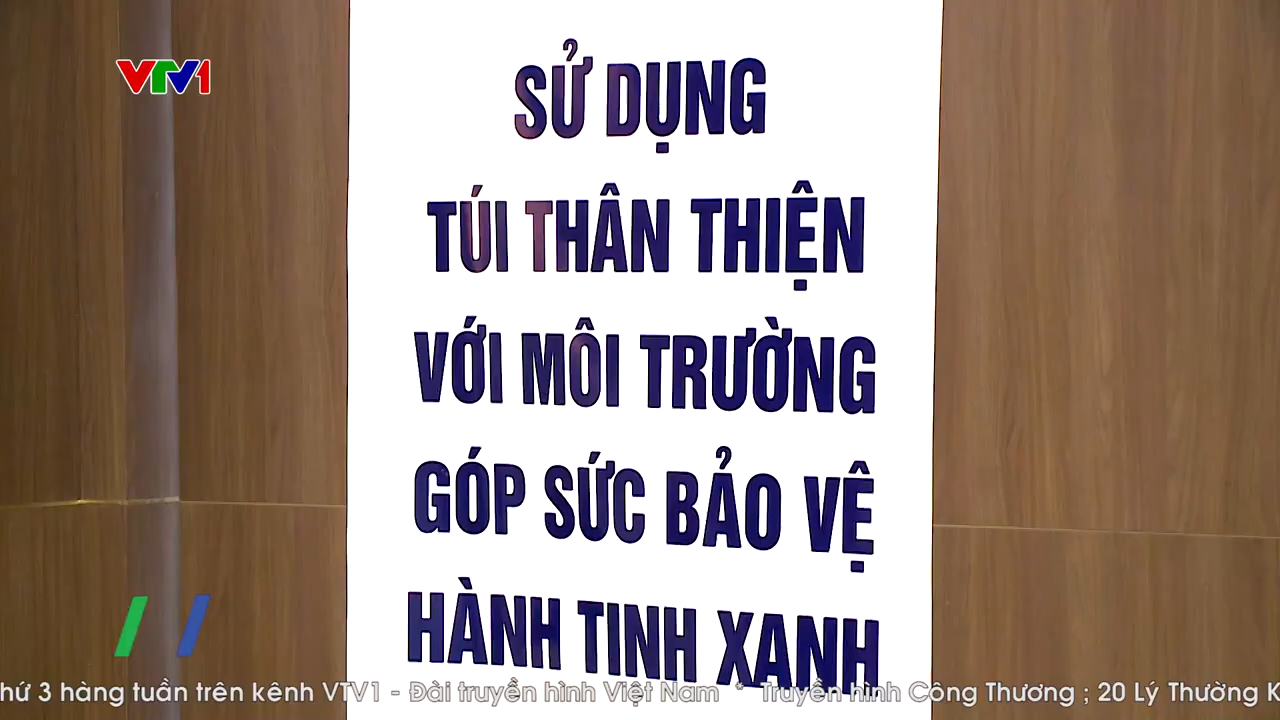 VTV1
SỬ DỤNG
TÚI THÂN THIỆN
VỚI MÔI TRƯỜNG
GÓP SỨC BẢO VỆ
HÀNH TINH XANH
hứ 3 hàng tuần trên kênh VTV1 - Đài truyền hình Việt Nam * Truyền hình Công Thương ; 20 Lý Thường K